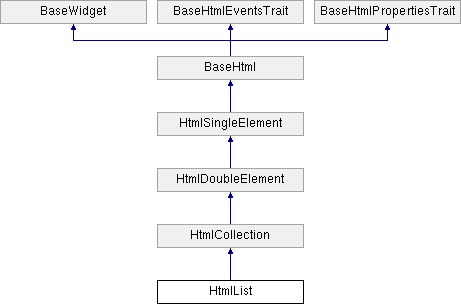 BaseWidget BaseHtmlEventsTrait BaseHtmlPropertiesTrait
BaseHtml
HtmlSingleElement
HtmlDoubleElement
HtmlCollection
HtmlList